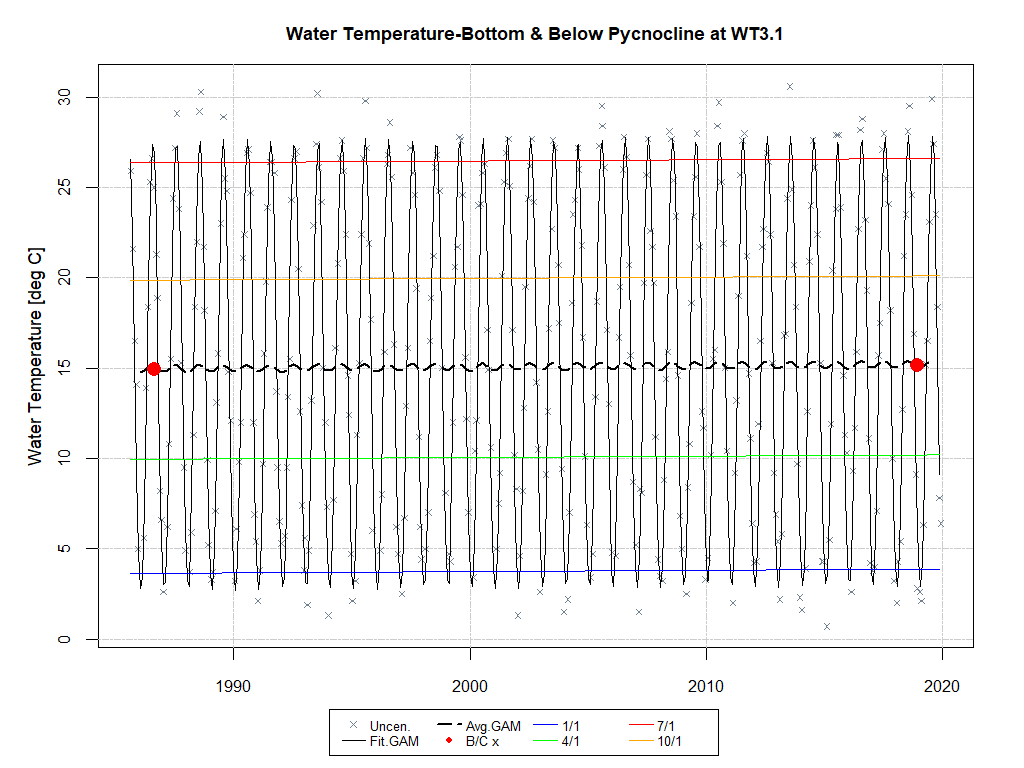 Water Temperature-Bottom & Below Pycnocline at WT3.1
Water Temperature [deg C]
30
25
20
15
10
5
0
1990 2000 2010 2020
Uncen. Avg.GAM 1/1 7/1
Fit.GAM B/C x 4/1 10/1